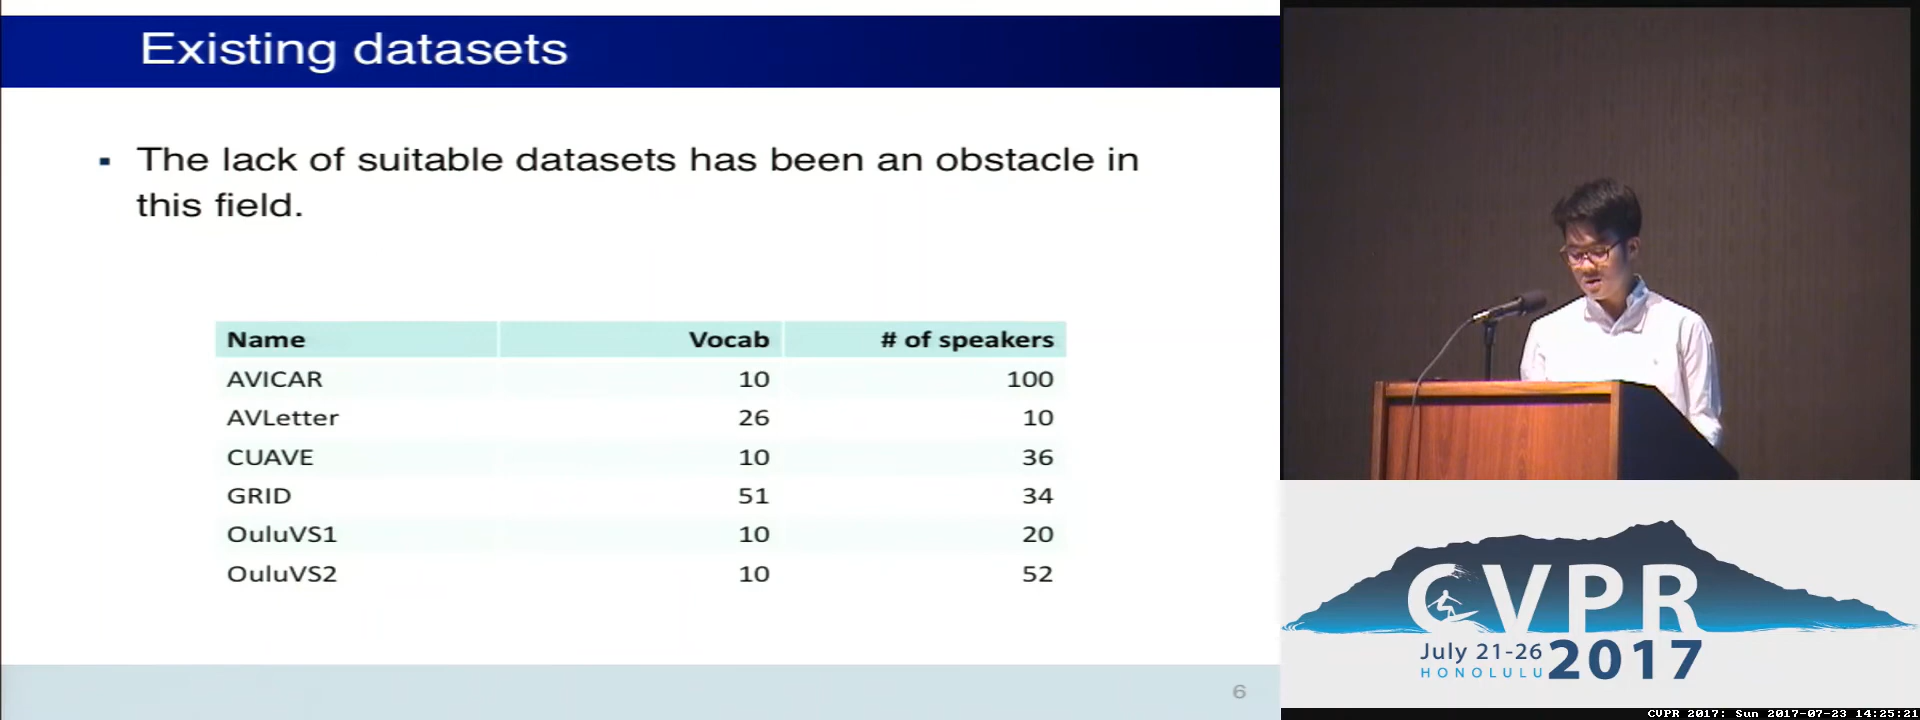 Existing datasets
▪ The lack of suitable datasets has been an obstacle in
this field.
Name Vocab # of speakers
AVICAR 10 100
AVLetter 26 10
CUAVE 10 36
GRID 51 34
OuluVS1 10 20
OuluVS2 10 52
6
CVPR
July 21-26
HONOLULU
2017
CVPR 2017: Sun 2017-07-23 14:25:21